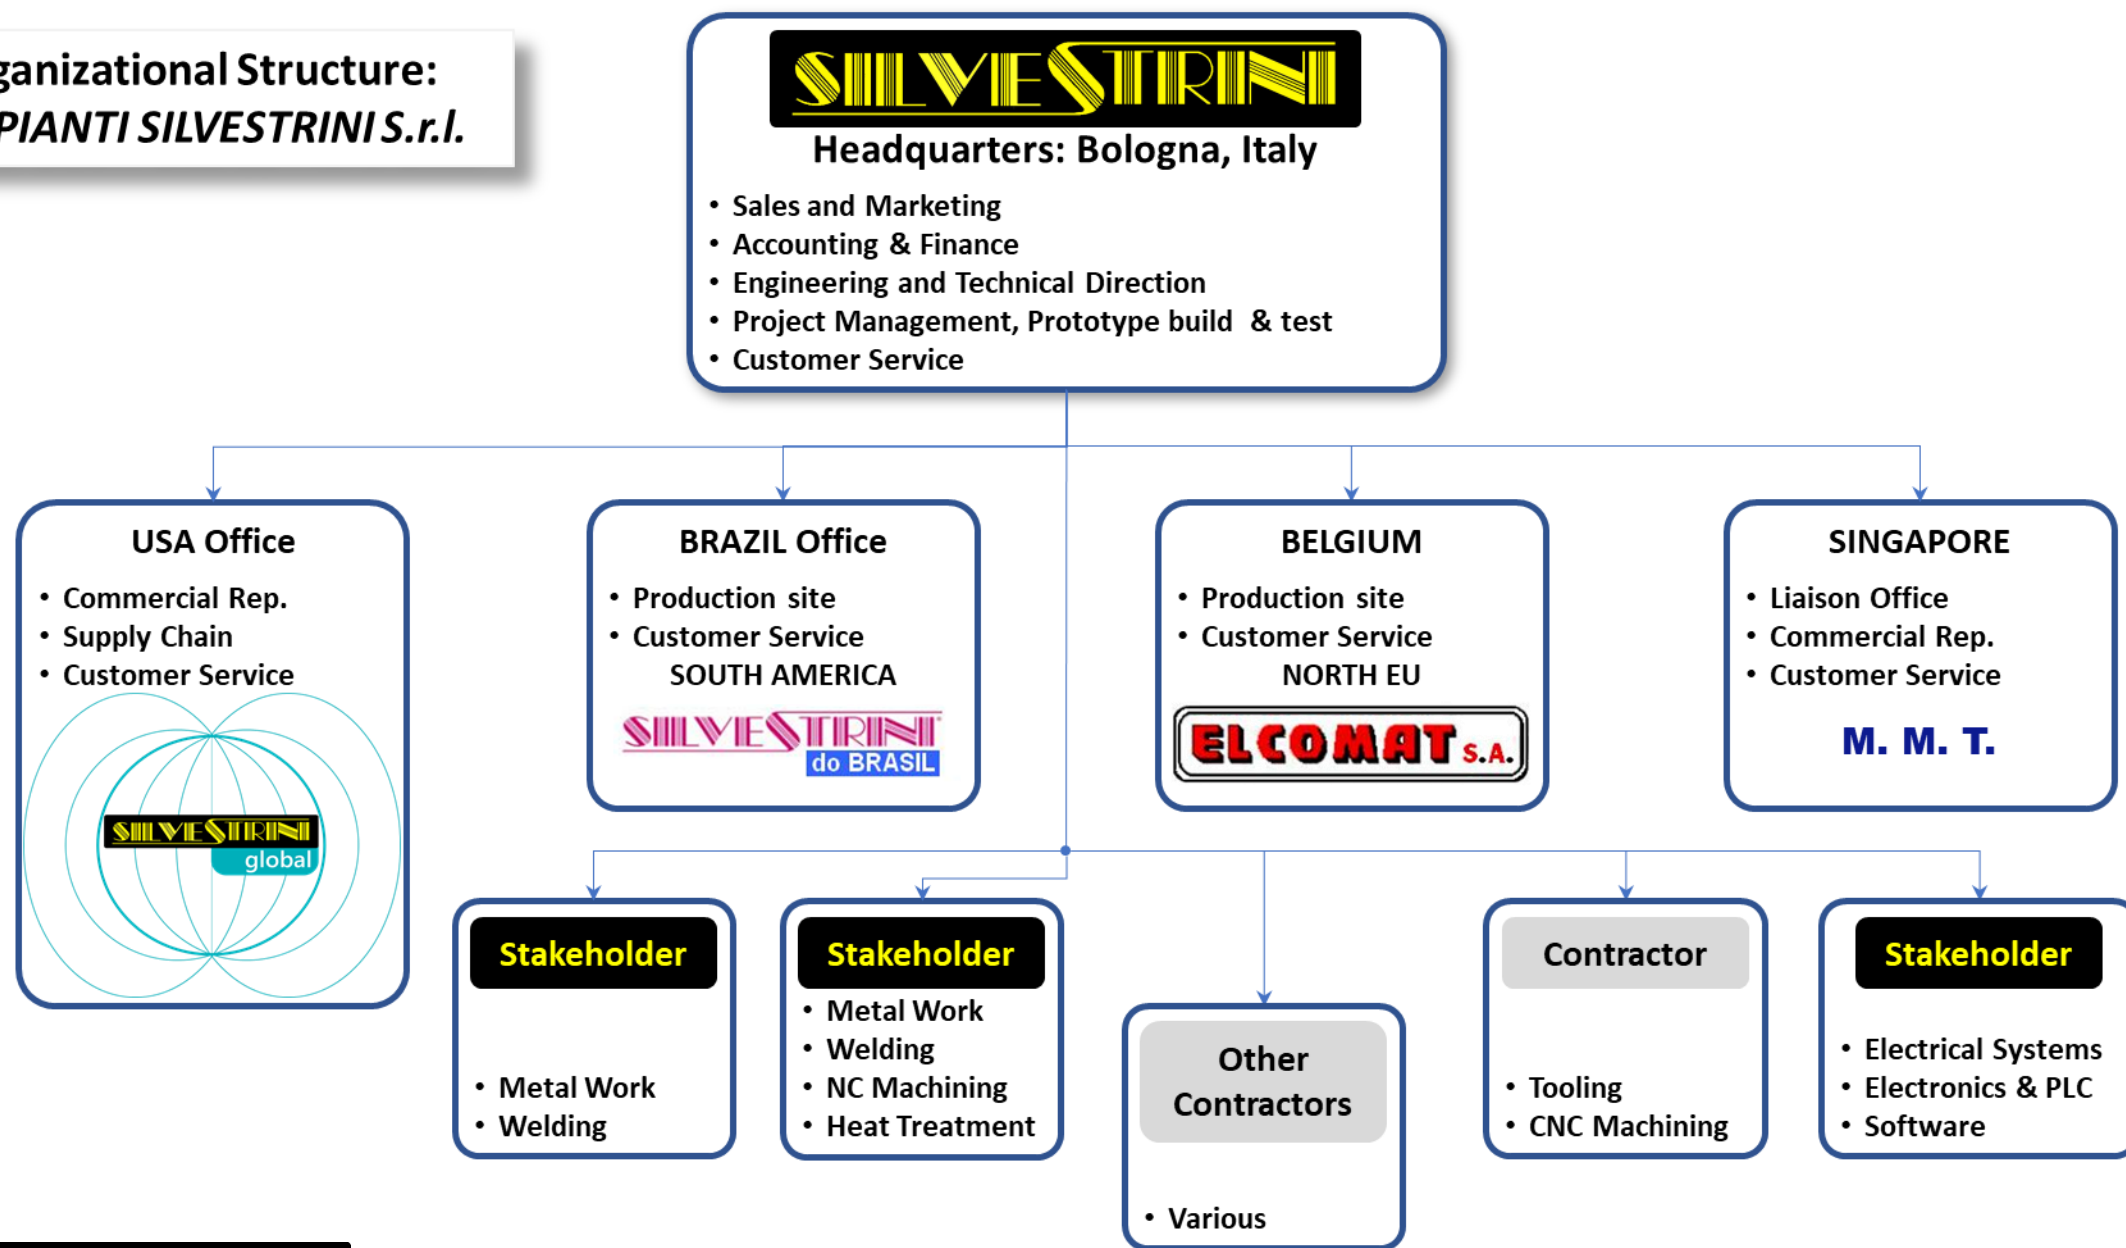 ganizational Structure:
PIANTI SILVESTRINI S.r.l.
SILVESTRINI
Headquarters: Bologna, Italy
• Sales and Marketing
• Accounting & Finance
• Engineering and Technical Direction
• Project Management, Prototype build & test
• Customer Service
USA Office
• Commercial Rep.
• Supply Chain
• Customer Service
SILVESTRINI
global
BRAZIL Office
• Production site
• Customer Service
SOUTH AMERICA
SILVESTRINI
do BRASIL
BELGIUM
• Production site
• Customer Service
NORTH EU
ELCOMAT S.A.
SINGAPORE
• Liaison Office
• Commercial Rep.
• Customer Service
M. M. T.
Stakeholder
• Metal Work
• Welding
Stakeholder
• Metal Work
• Welding
• NC Machining
• Heat Treatment
Other
Contractors
• Various
Contractor
• Tooling
• CNC Machining
Stakeholder
• Electrical Systems
• Electronics & PLC
• Software